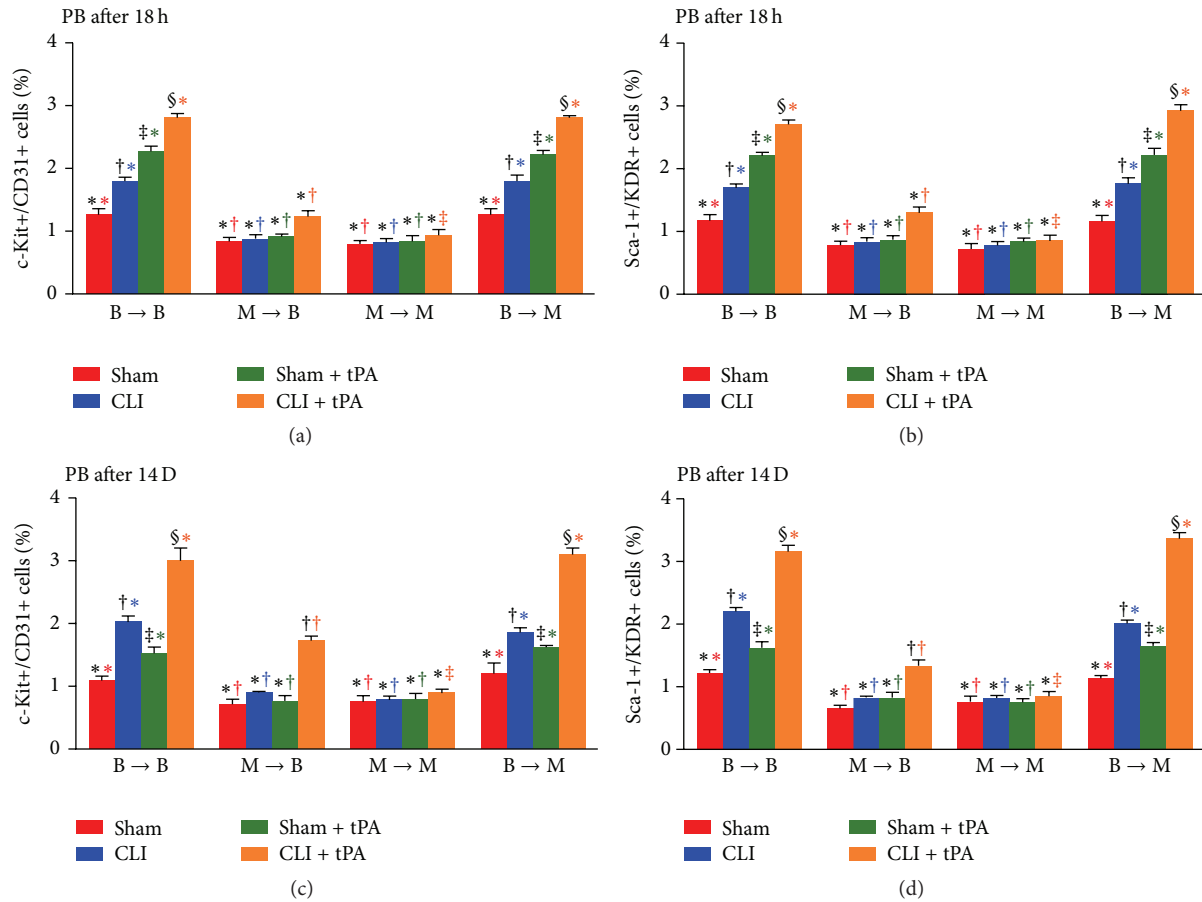 PB after 18 h
c-Kit+/CD31+ cells (%)
4
3
2
1
0
** †* ‡* §*
*† *† *† *†
*† *† *† *‡
** †* ‡* §*
B → B M → B M → M B → M
Sham Sham + tPA
CLI CLI + tPA
(a)
PB after 18 h
Sca-1+/KDR+ cells (%)
4
3
2
1
0
** †* ‡* §*
*† *† *† *†
*† *† *† *‡
** †* ‡* §*
B → B M → B M → M B → M
Sham Sham + tPA
CLI CLI + tPA
(b)
PB after 14 D
c-Kit+/CD31+ cells (%)
4
3
2
1
0
** †* ‡* §*
*† *† *† ††
*† *† *† *‡
** †* ‡* §*
B → B M → B M → M B → M
Sham Sham + tPA
CLI CLI + tPA
(c)
PB after 14 D
Sca-1+/KDR+ cells (%)
4
3
2
1
0
** †* ‡* §*
*† *† *† ††
*† *† *† *‡
** †* ‡* §*
B → B M → B M → M B → M
Sham Sham + tPA
CLI CLI + tPA
(d)